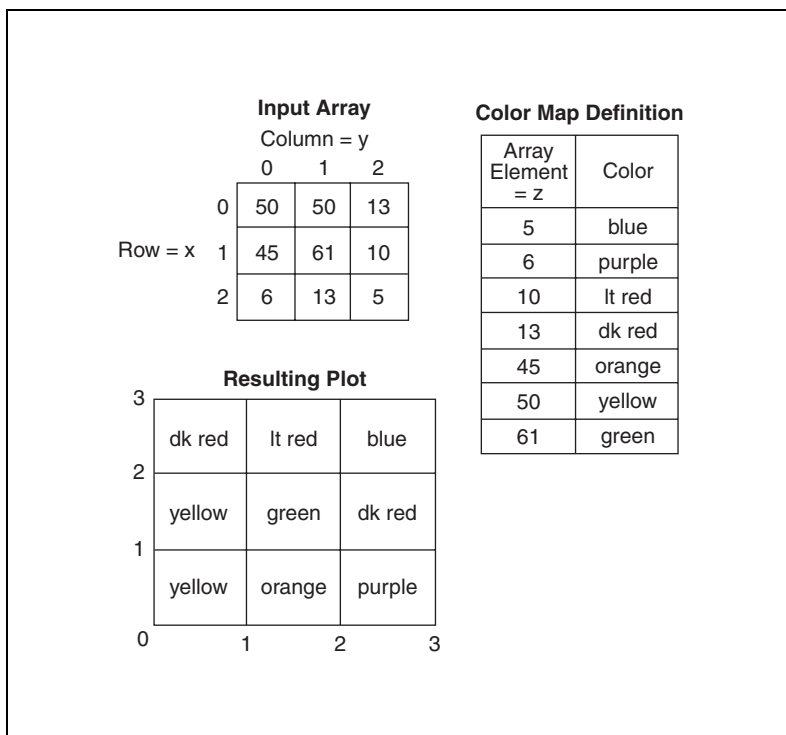 Input Array
Column = y
0 1 2
0 50 50 13
Row = x 1 45 61 10
2 6 13 5
Color Map Definition
Array
Element
= z
Color
5 blue
6 purple
10 lt red
13 dk red
45 orange
50 yellow
61 green
Resulting Plot
3
dk red lt red blue
2
yellow green dk red
1
yellow orange purple
0 1 2 3